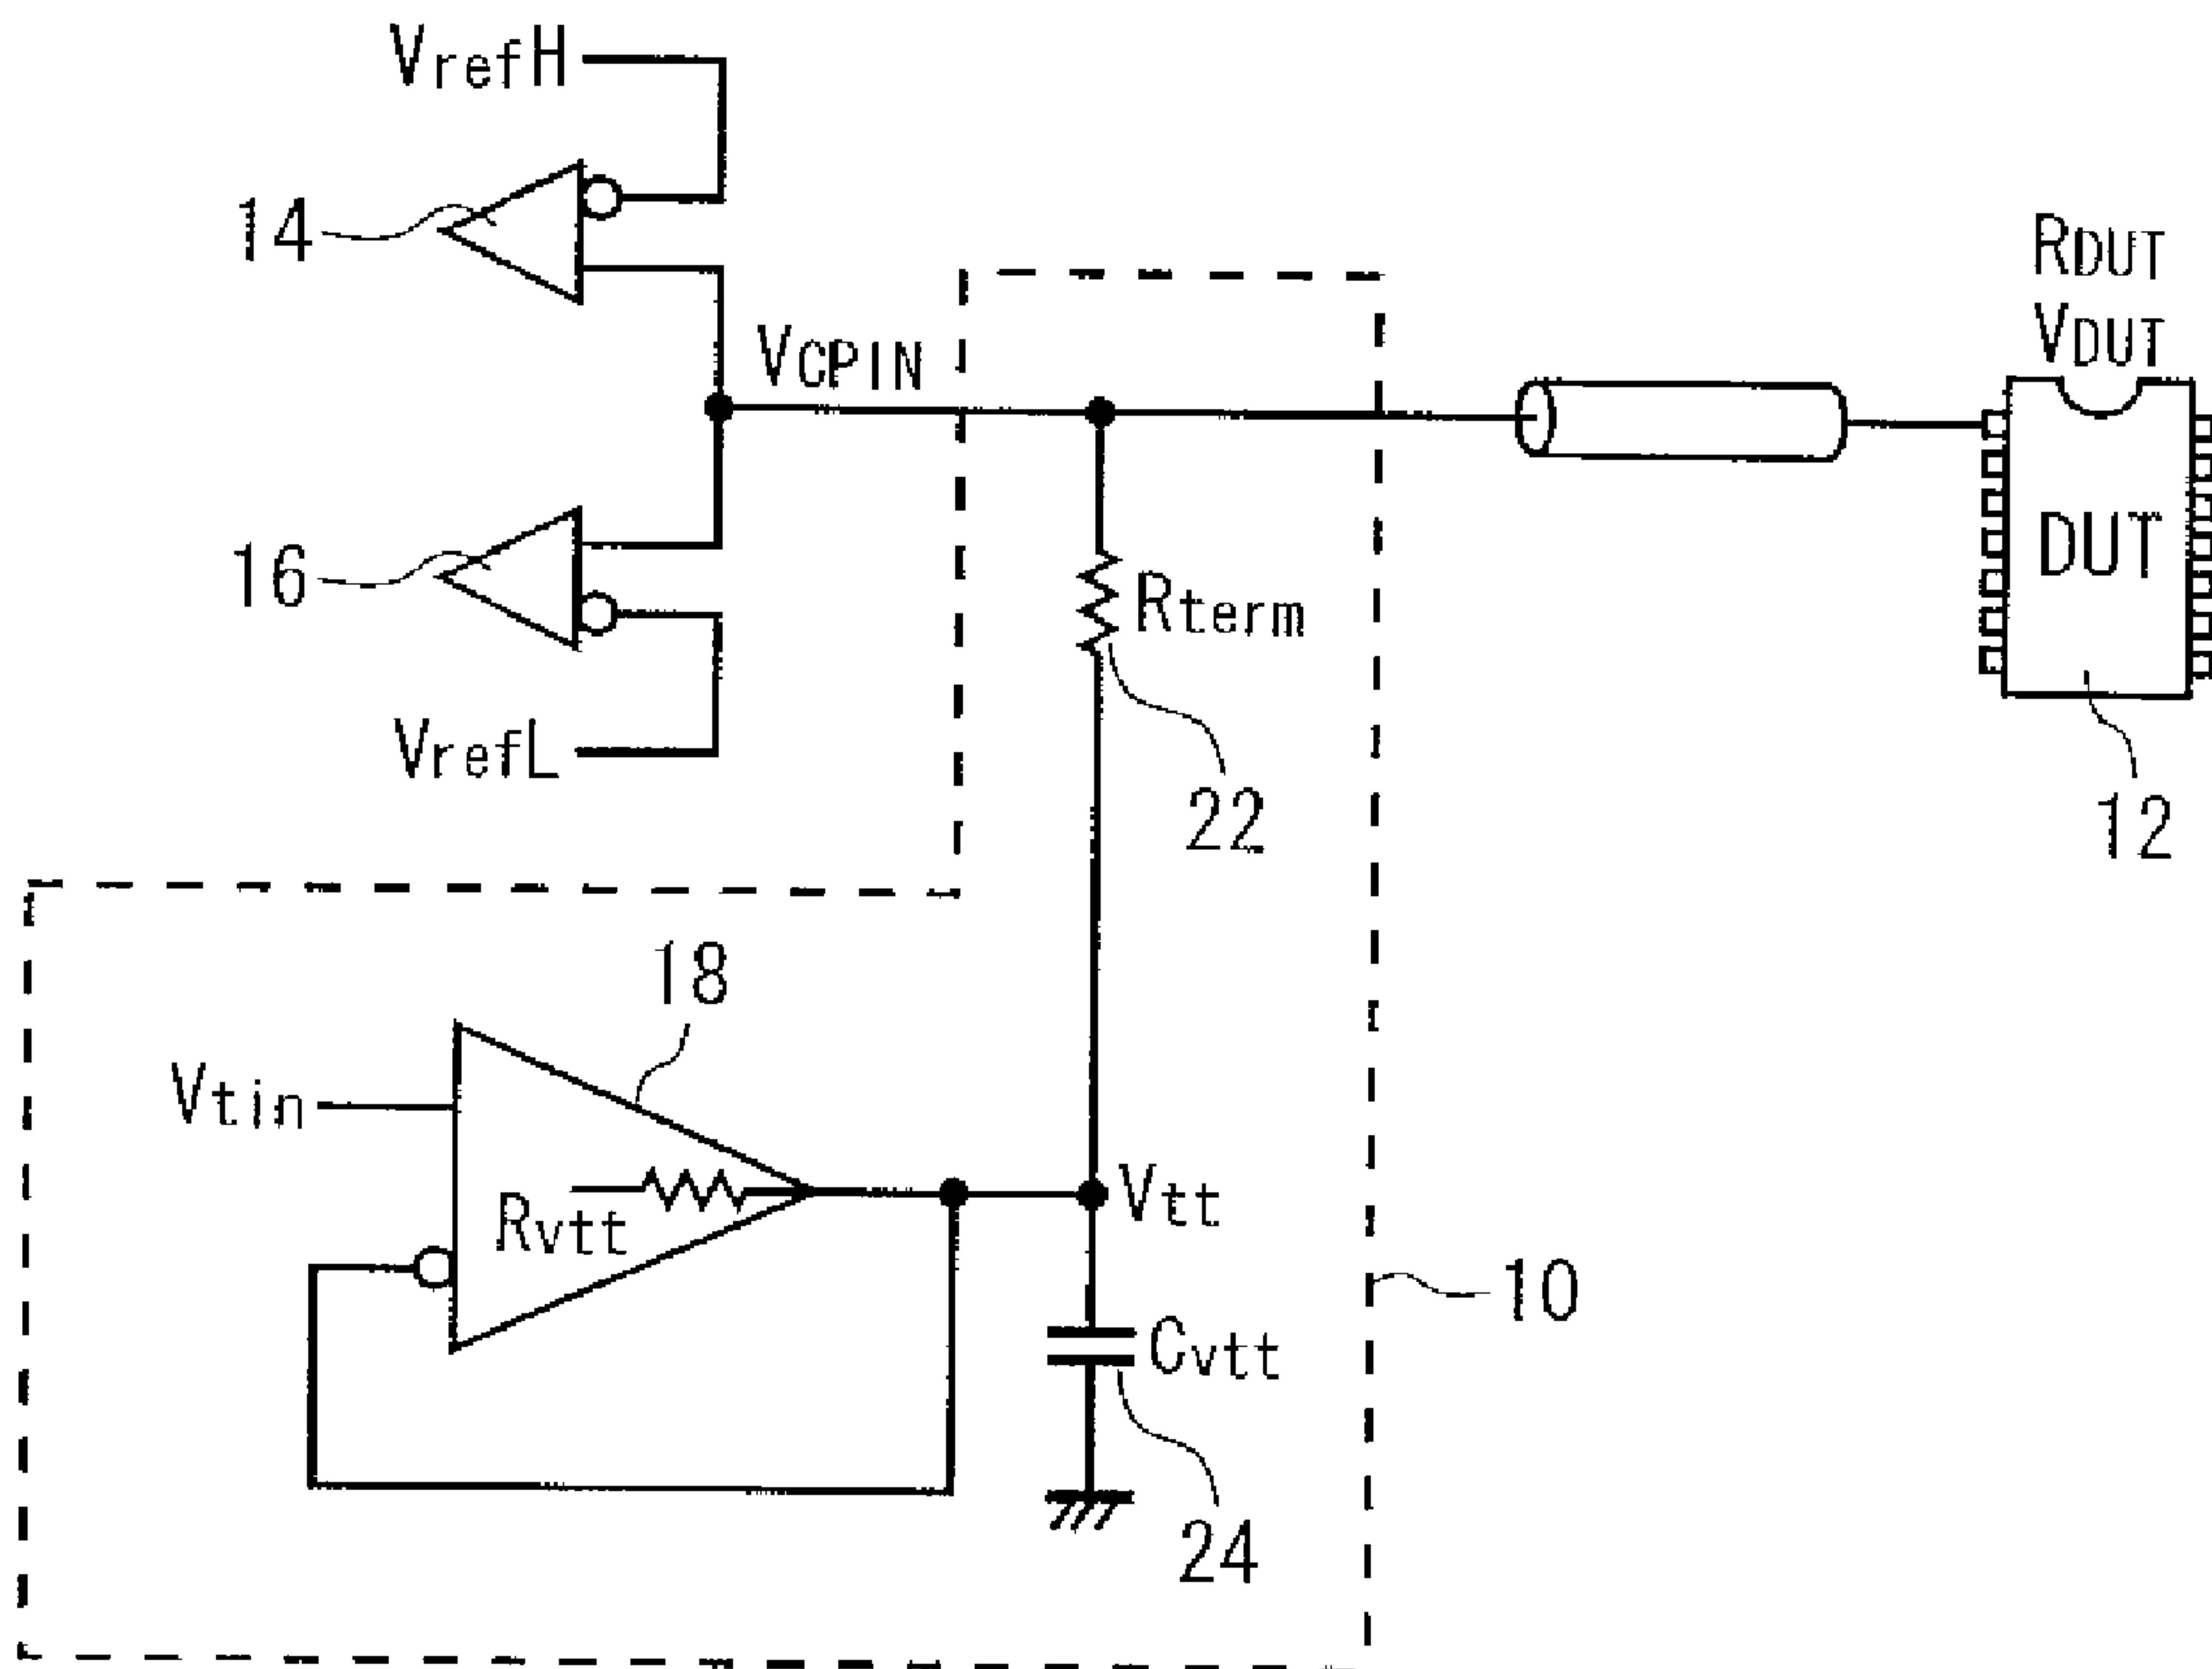 VrefH
14
RDUT
VDUT
VCPIN
DUT
16
Rterm
VrefL
22
12
18
Vtin
Vtt
Rvtt
10
Cvtt
24